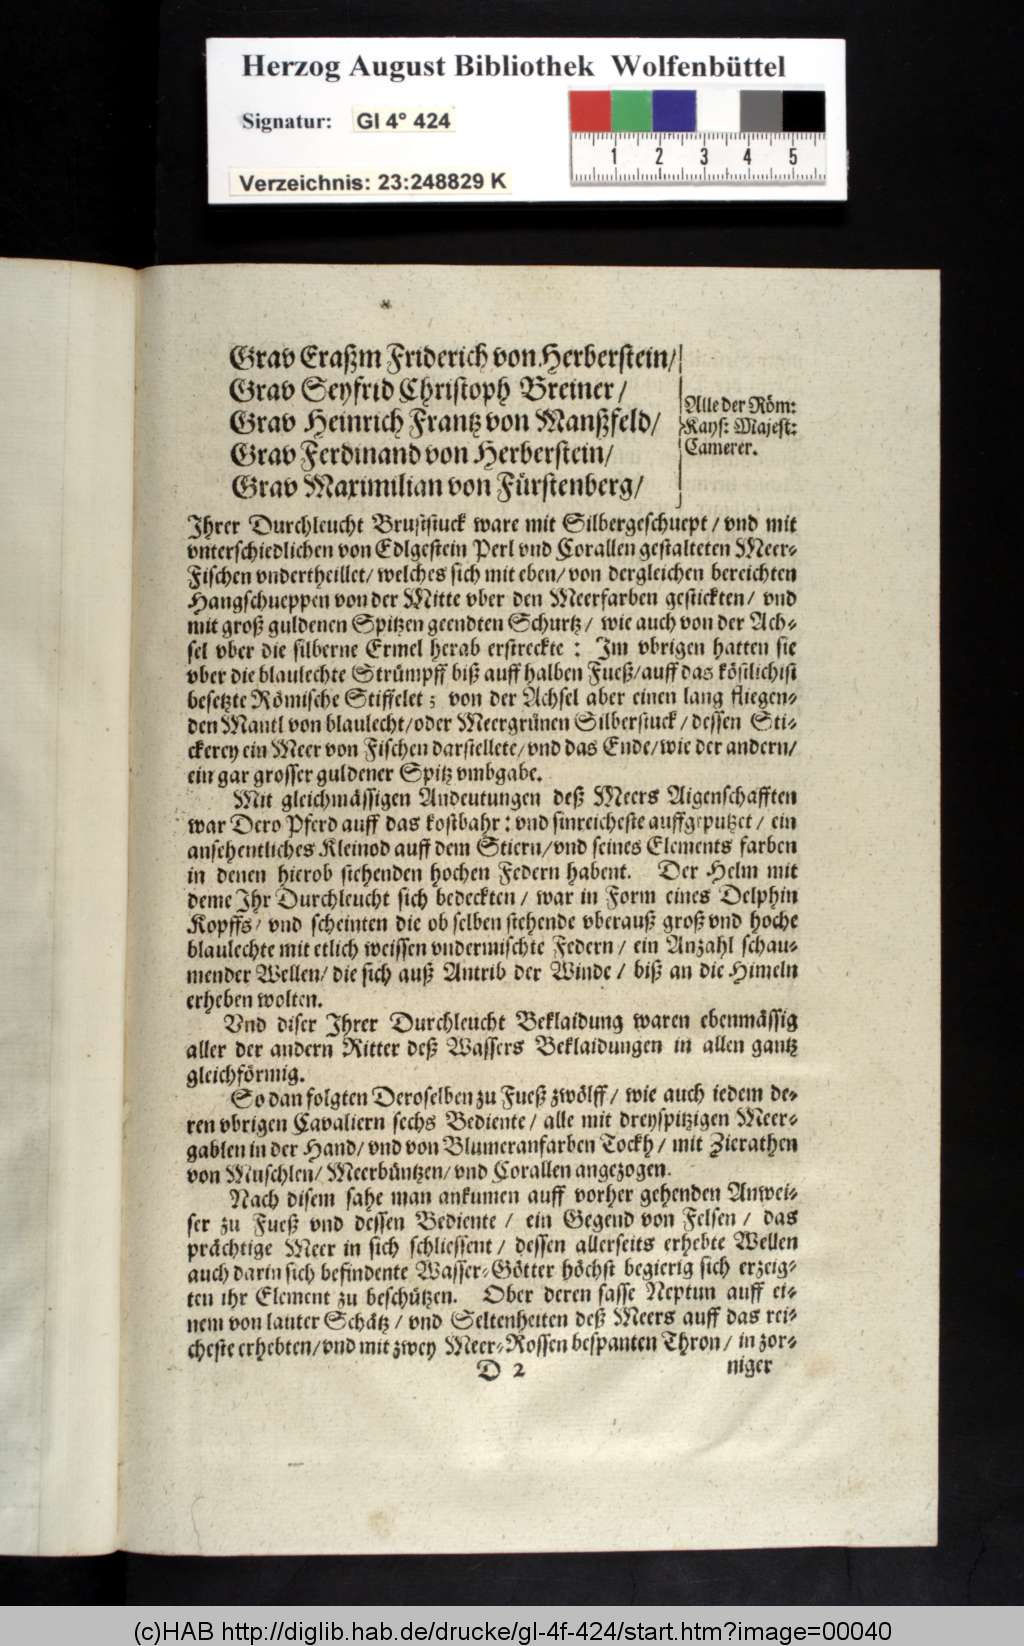 Herzog August Bibliothek Wolfenbüttel
Signatur: Gl 4° 424
1 2 3 4 5
Verzeichnis: 23:248829 K
Grav Eraßm Friderich von Herberstein/
Grav Seyfrid Christoph Breiner/
Grav Heinrich Frantz von Manßfeld/
Grav Ferdinand von Herberstein/
Grav Maximilian von Fürstenberg/
Alle der Röm:
Kays: Majest:
Camerer.
Ihrer Durchleucht Bruststuck ware mit Silbergeschuept/ vnd mit
vnterschiedlichen von Edlgestein Perl vnd Corallen gestalteten Meer-
Fischen vndertheillet/ welches sich mit eben/ von dergleichen bereichten
Hangschueppen von der Mitte vber den Meerfarben gestickten/ vnd
mit groß guldenen Spitzen geendten Schurtz/ wie auch von der Ach-
sel vber die silberne Ermel herab erstreckte: Im vbrigen hatten sie
vber die blaulechte Strümpff biß auff halben Fueß/ auff das köstlichist
besetzte Römische Stiffelet; von der Achsel aber einen lang fliegen-
den Mantl von blaulecht/ oder Meergrünen Silberstuck/ dessen Sti-
ckerey ein Meer von Fischen darstellete/ vnd das Ende/ wie der andern/
ein gar grosser guldener Spitz vmbgabe.
Mit gleichmässigen Andeutungen deß Meers Aigenschafften
war Dero Pferd auff das kostbahr: vnd sinreicheste auffgeputzet/ ein
ansehentliches Kleinod auff dem Stiern/ vnd seines Elements farben
in denen hierob stehenden hochen Federn habent. Der Helm mit
deme Ihr Durchleucht sich bedeckten/ war in Form eines Delphin
Kopffs/ vnd scheinten die ob selben stehende vberauß groß vnd hoche
blaulechte mit etlich weissen vndermischte Federn/ ein Anzahl schau-
mender Wellen/ die sich auß Antrib der Winde/ biß an die Himeln
erheben wolten.
Vnd diser Ihrer Durchleucht Beklaidung waren ebenmässig
aller der andern Ritter deß Wassers Beklaidungen in allen gantz
gleichförmig.
So dan folgten Deroselben zu Fueß zwölff/ wie auch iedem de-
ren vbrigen Cavaliern sechs Bediente/ alle mit dreyspitzigen Meer-
gablen in der Hand/ vnd von Blumeranfarben Tockh/ mit Zierathen
von Muschlen/ Meerbüntzen/ vnd Corallen angezogen.
Nach disem sahe man ankumen auff vorher gehenden Anwei-
ser zu Fueß vnd dessen Bediente/ ein Gegend von Felsen/ das
prächtige Meer in sich schliessent/ dessen allerseits erhebte Wellen
auch darin sich befindente Wasser-Götter höchst begierig sich erzeig-
ten ihr Element zu beschützen. Ober deren sasse Neptun auff ei-
nem von lauter Schätz/ vnd Seltenheiten deß Meers auff das rei-
cheste erhebten/ vnd mit zwey Meer-Rossen bespanten Thron/ in zor-
D 2 niger
(c)HAB http://diglib.hab.de/drucke/gl-4f-424/start.htm?image=00040